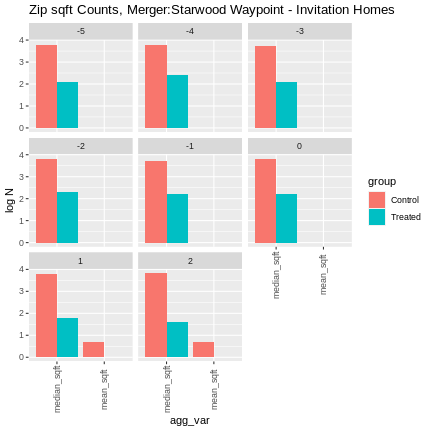 Zip sqft Counts, Merger:Starwood Waypoint - Invitation Homes
-5
-4
-3
4
3
2
1
0
-2
-1
0
4
3
2
1
0
1
2
4
3
2
1
0
median_sqft
mean_sqft
median_sqft
mean_sqft
median_sqft
mean_sqft
log N
agg_var
group
Control
Treated